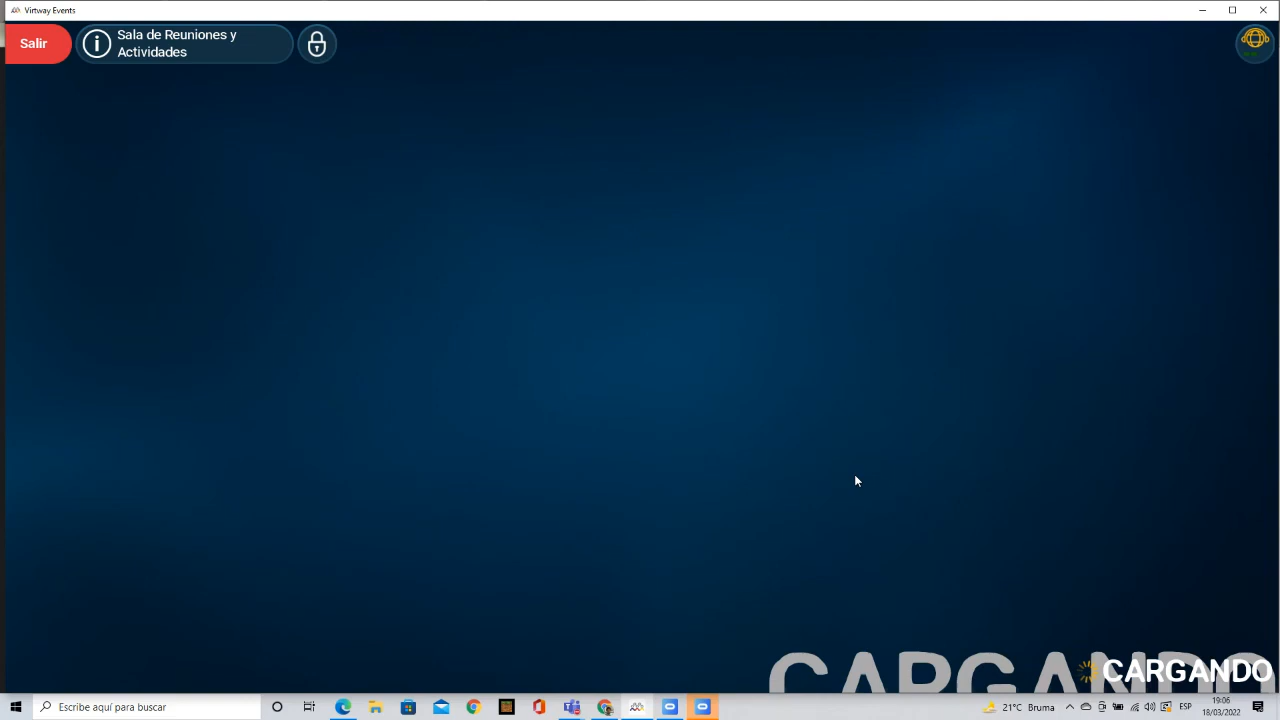 Virtway Events
Salir
Sala de Reuniones y
Actividades
CARGANDO
CARGANDO
Escribe aquí para buscar
21°C Bruma
ESP
19:06
18/03/2022